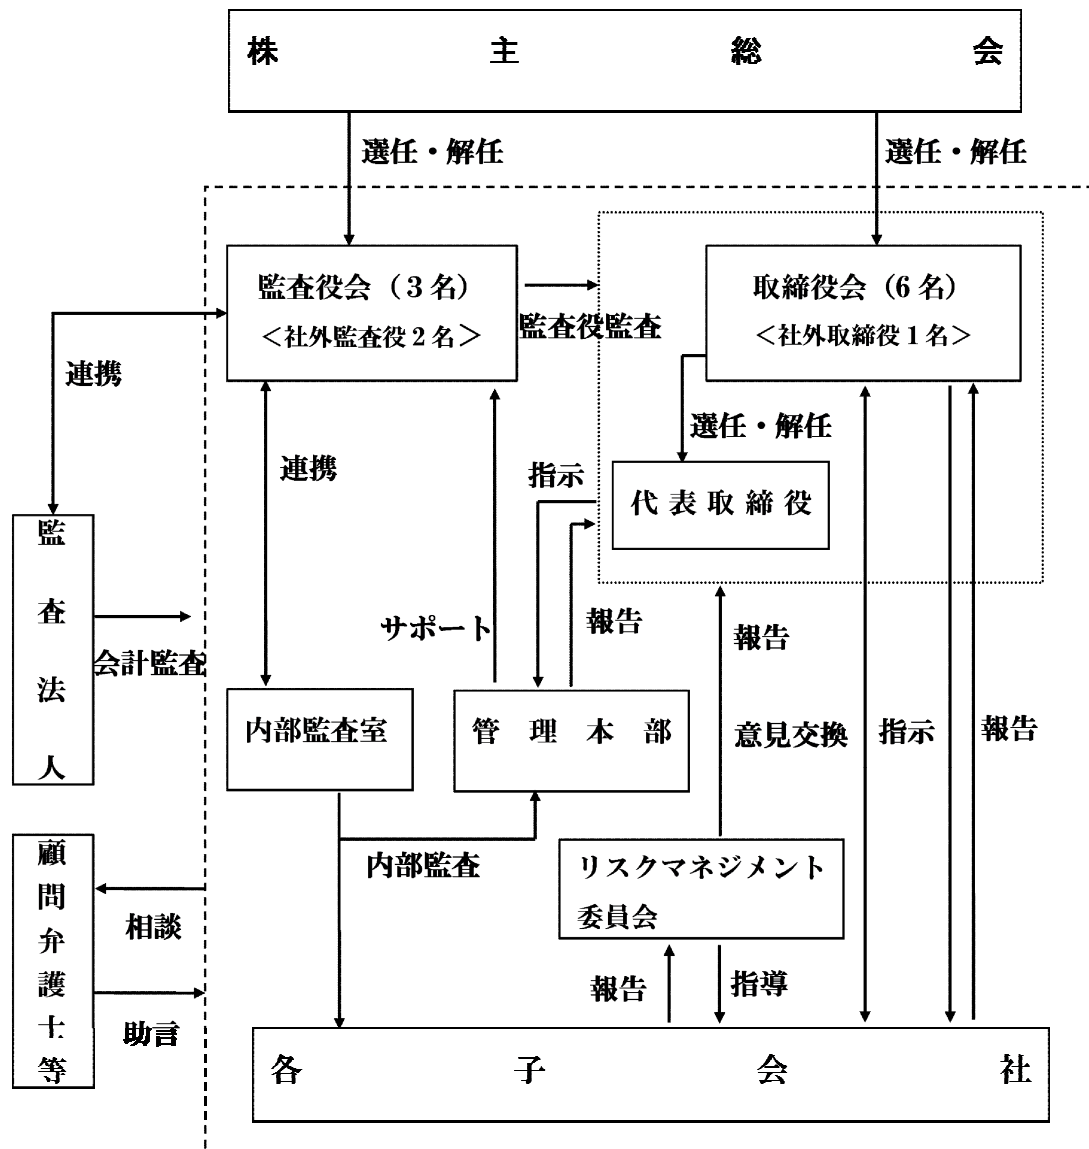 株主総会
選任・解任
選任・解任
監査役会（３名）
＜社外監査役２名＞
監査役監査
取締役会（6名）
＜社外取締役１名＞
連携
選任・解任
連携
指示
代表取締役
監査法人
会計監査
サポート
報告
報告
内部監査室
管理本部
意見交換
指示
報告
内部監査
リスクマネジメント
委員会
顧問弁護士等
相談
助言
報告
指導
各子会社